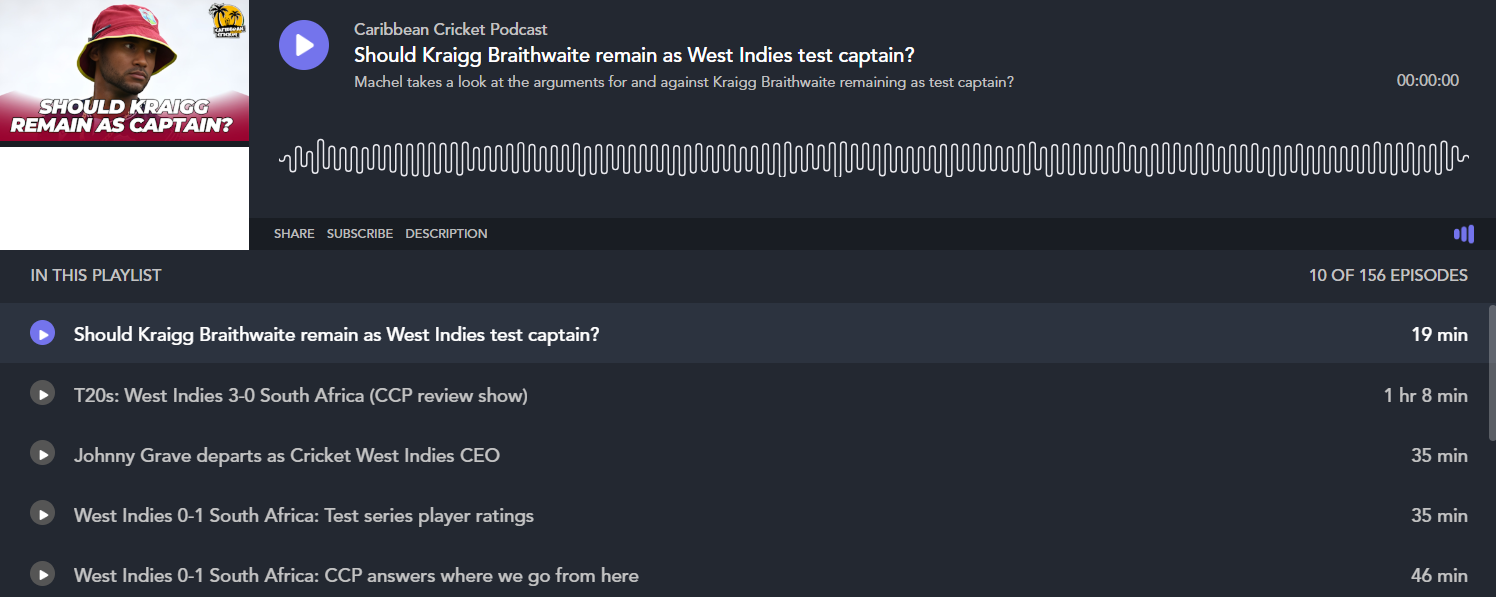 CARIBBEAN
CRICKET
SHOULD KRAIGG
REMAIN AS CAPTAIN?
Caribbean Cricket Podcast
Should Kraigg Braithwaite remain as West Indies test captain?
Machel takes a look at the arguments for and against Kraigg Braithwaite remaining as test captain?
00:00:00
SHARE SUBSCRIBE DESCRIPTION
IN THIS PLAYLIST 10 OF 156 EPISODES
Should Kraigg Braithwaite remain as West Indies test captain? 19 min
T20s: West Indies 3-0 South Africa (CCP review show) 1 hr 8 min
Johnny Grave departs as Cricket West Indies CEO 35 min
West Indies 0-1 South Africa: Test series player ratings 35 min
West Indies 0-1 South Africa: CCP answers where we go from here 46 min